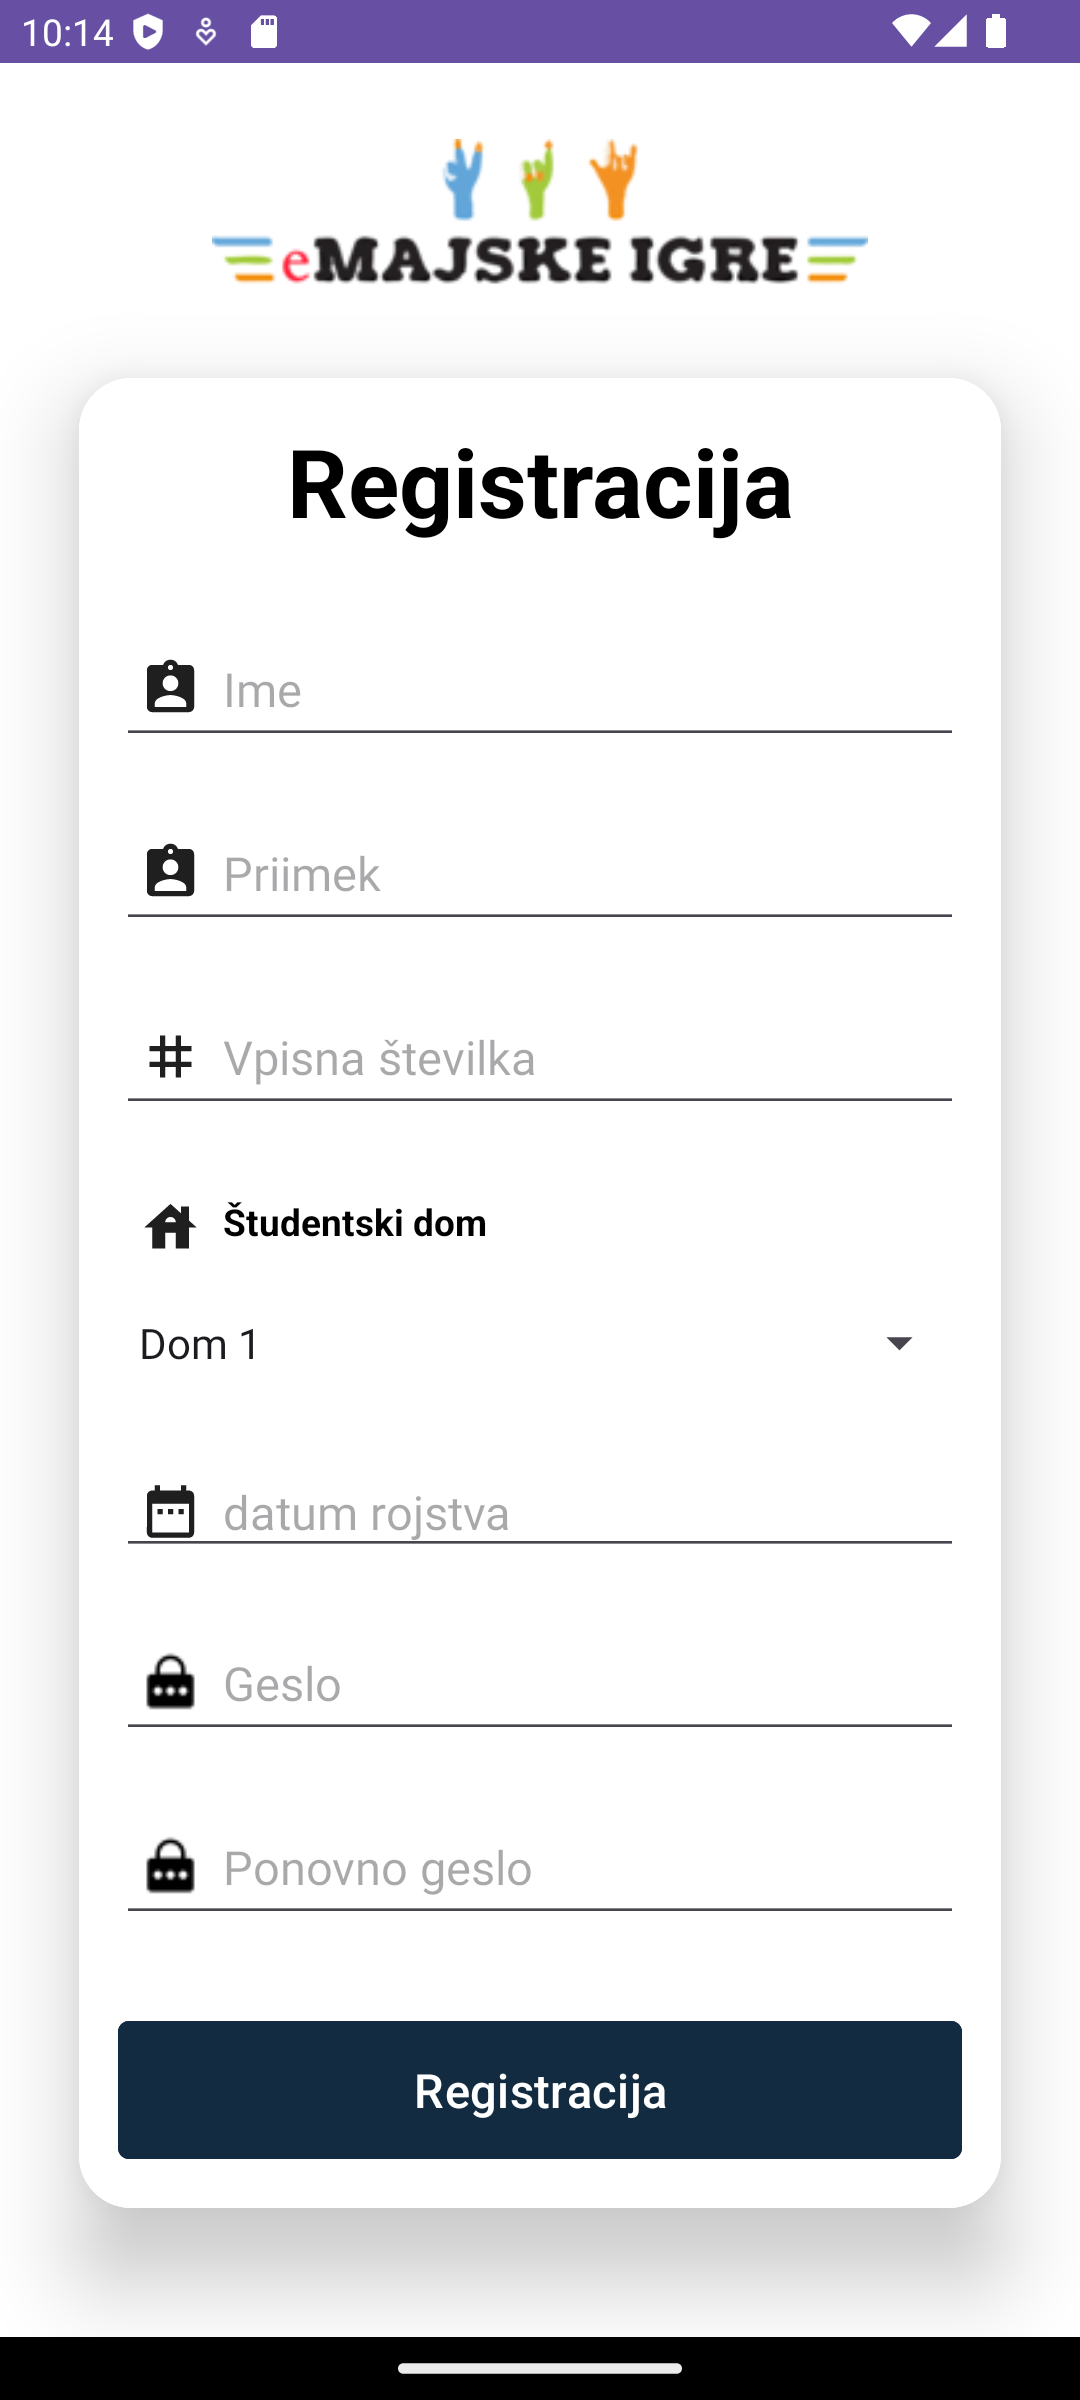 10:14
eMAJSKE IGRE
Registracija
Ime
Priimek
Vpisna številka
Študentski dom
Dom 1
datum rojstva
Geslo
Ponovno geslo
Registracija